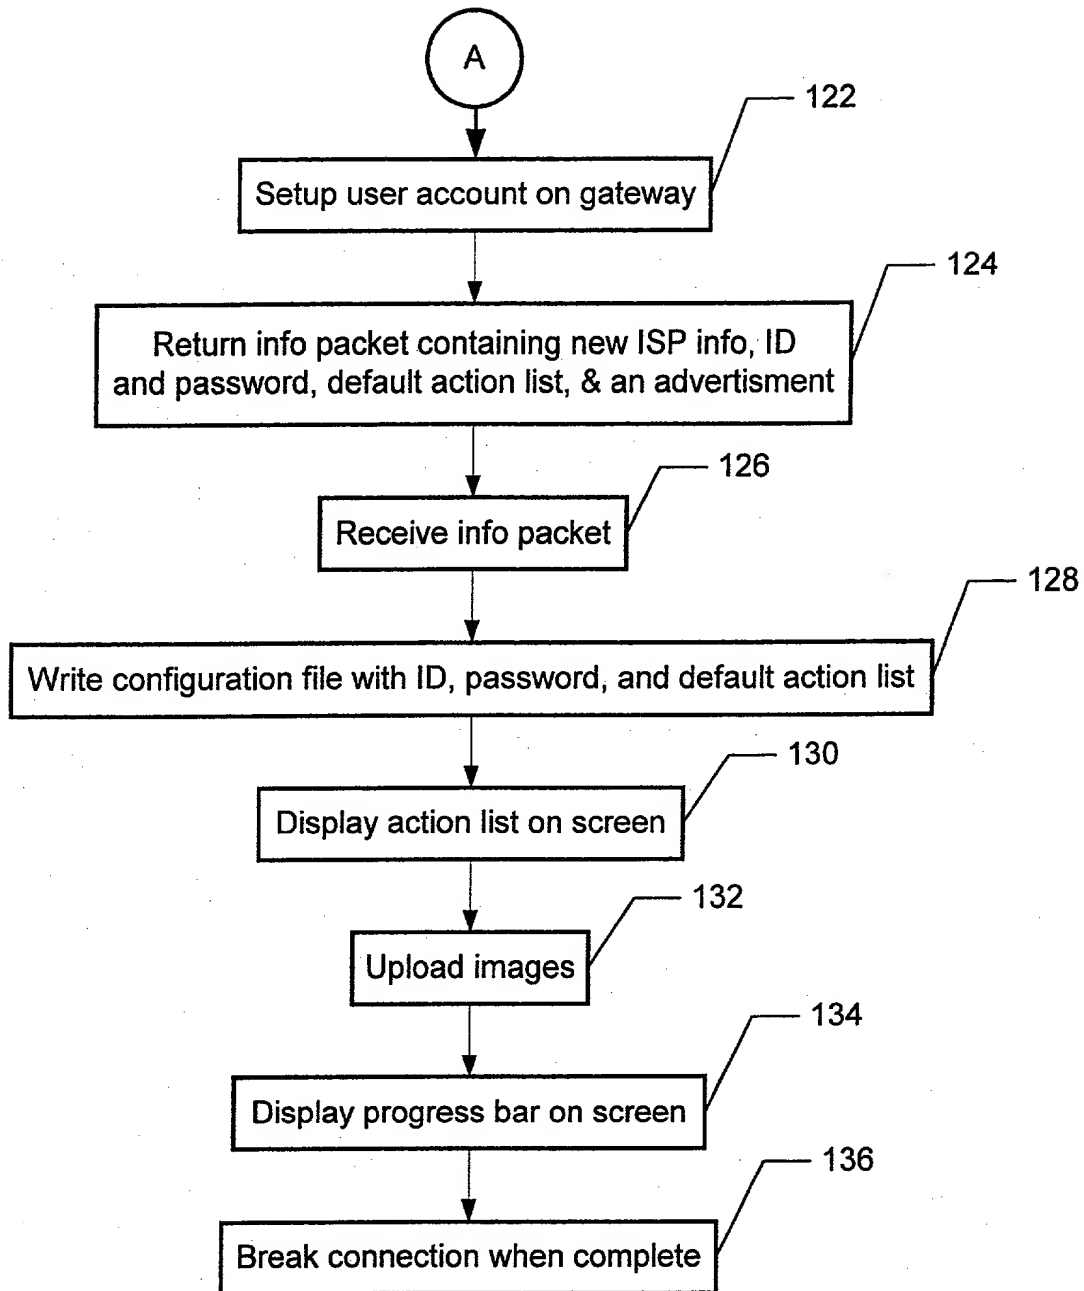 A
122
Setup user account on gateway
124
Return info packet containing new ISP info, ID
and password, default action list, & an advertisment
126
Receive info packet
128
Write configuration file with ID, password, and default action list
130
Display action list on screen
132
Upload images
134
Display progress bar on screen
136
Break connection when complete